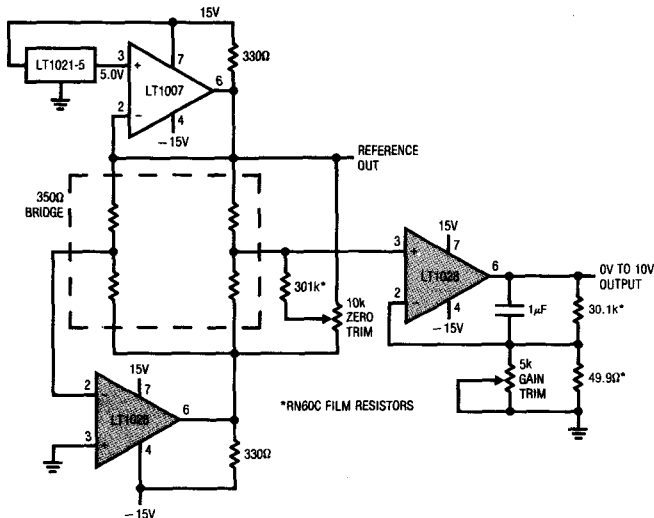 15V
330Ω
LT1021-5
5.0V
3
+
7
LT1007
6
2
−
4
−15V
REFERENCE
OUT
350Ω
BRIDGE
301k*
10k
ZERO
TRIM
15V
3
+
7
LT1028
6
2
−
4
−15V
0V TO 10V
OUTPUT
1μF
30.1k*
5k
GAIN
TRIM
49.9Ω*
15V
2
−
7
LT1028
6
3
+
4
−15V
330Ω
*RN60C FILM RESISTORS